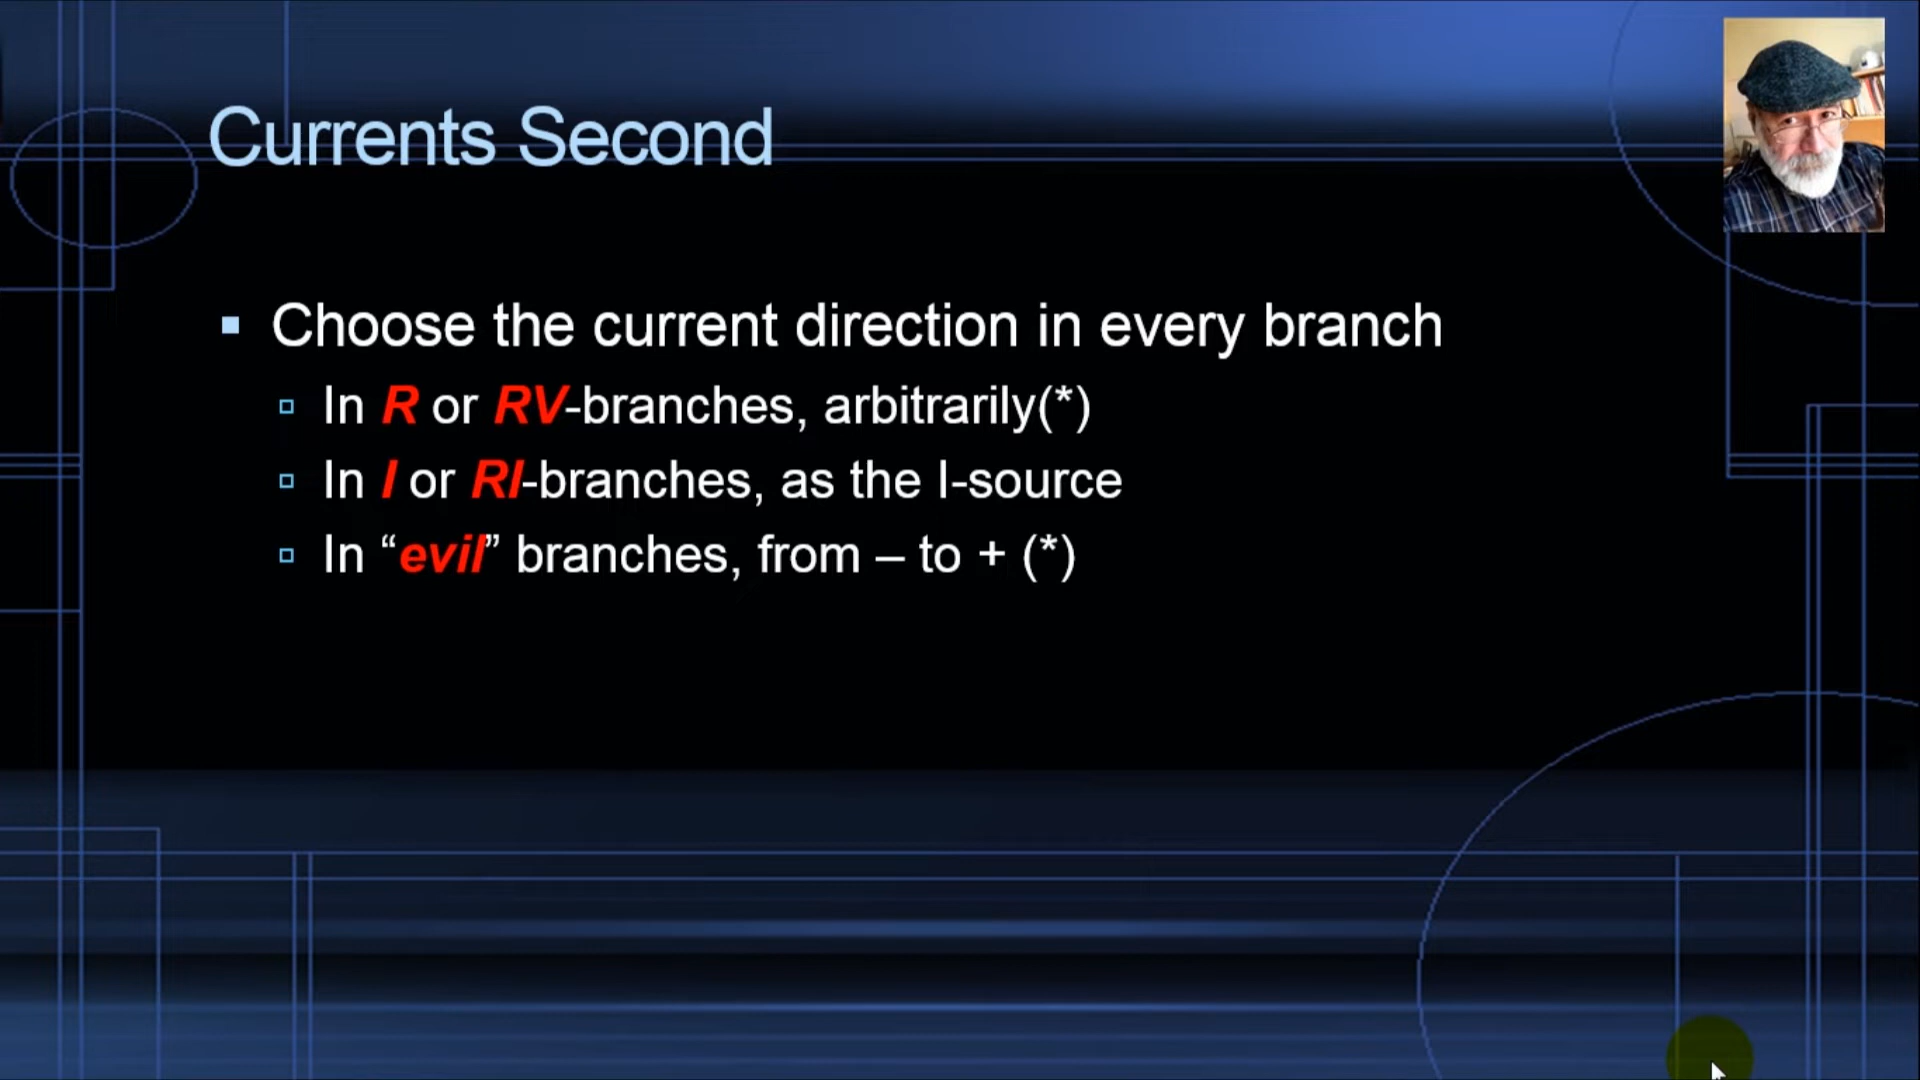 Currents Second
Choose the current direction in every branch
In R or RV-branches, arbitrarily(*)
In I or RI-branches, as the I-source
In “evil” branches, from – to + (*)